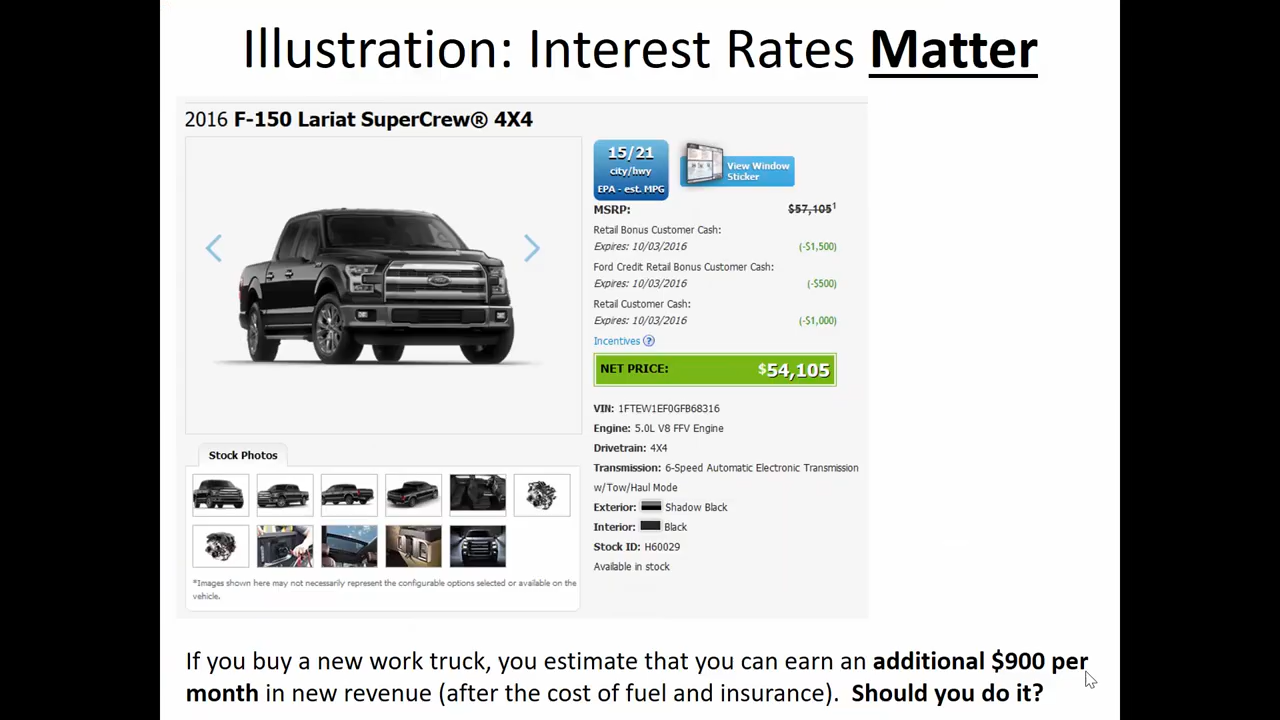 Illustration: Interest Rates Matter
2016 F-150 Lariat SuperCrew® 4X4
15/21
city/hwy
EPA - est. MPG
View Window
Sticker
MSRP: $57,105¹
Retail Bonus Customer Cash:
Expires: 10/03/2016 (-$1,500)
Ford Credit Retail Bonus Customer Cash:
Expires: 10/03/2016 (-$500)
Retail Customer Cash:
Expires: 10/03/2016 (-$1,000)
Incentives ?
NET PRICE: $54,105
VIN: 1FTEW1EF0GFB68316
Engine: 5.0L V8 FFV Engine
Drivetrain: 4X4
Transmission: 6-Speed Automatic Electronic Transmission
w/Tow/Haul Mode
Exterior: Shadow Black
Interior: Black
Stock ID: H60029
Available in stock
Stock Photos
*Images shown here may not necessarily represent the configurable options selected or available on the
vehicle.
If you buy a new work truck, you estimate that you can earn an additional $900 per
month in new revenue (after the cost of fuel and insurance). Should you do it?